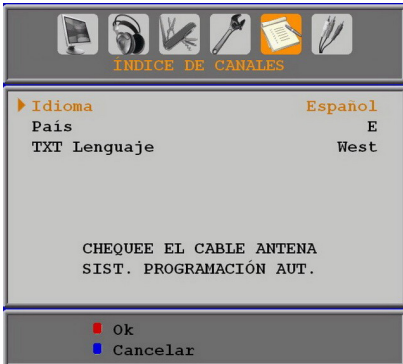 ÍNDICE DE CANALES
Idioma Español
País E
TXT Lenguaje West
CHEQUEE EL CABLE ANTENA
SIST. PROGRAMACIÓN AUT.
Ok
Cancelar